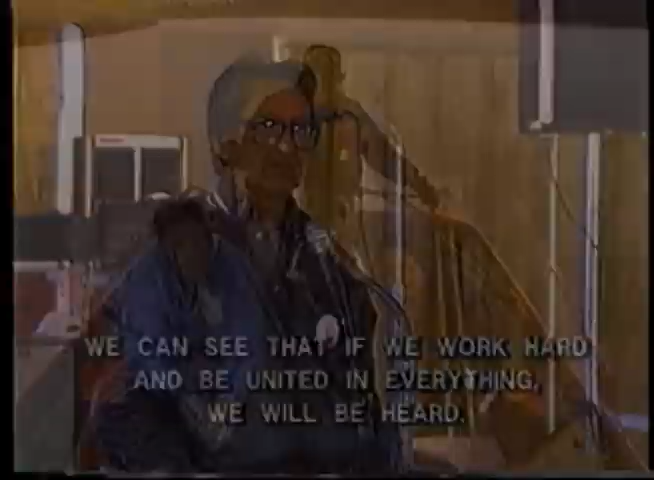 WE CAN SEE THAT IF WE WORK HARD
AND BE UNITED IN EVERYTHING,
WE WILL BE HEARD.